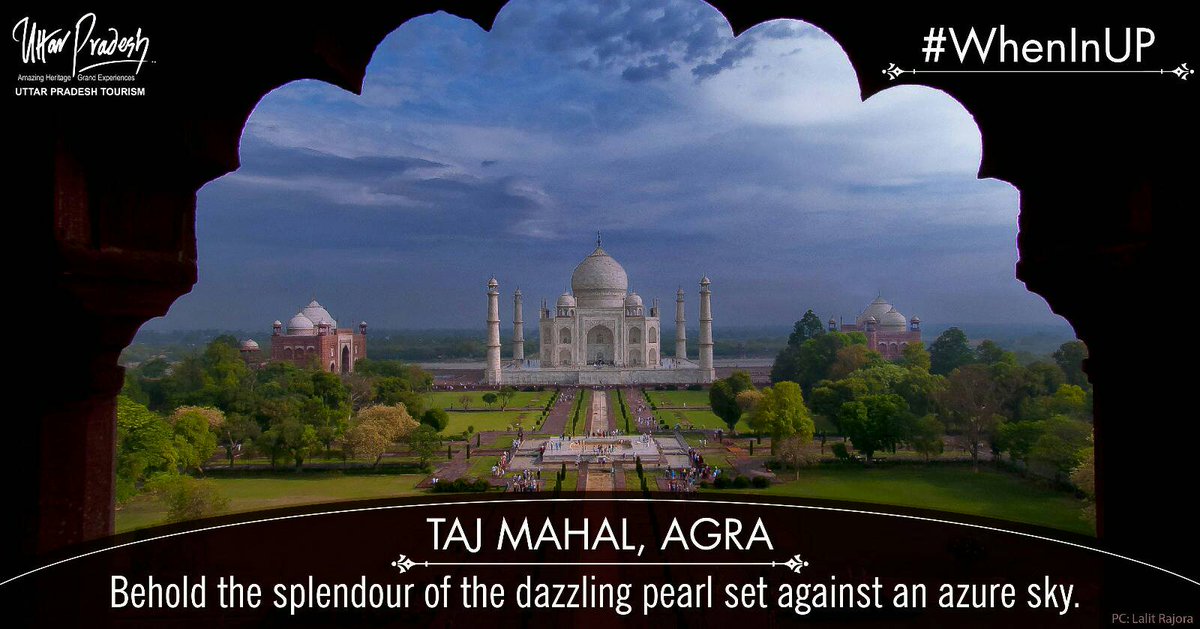 Uttar Pradesh
Amazing Heritage Grand Experiences
UTTAR PRADESH TOURISM
#WhenInUP
TAJ MAHAL, AGRA
Behold the splendour of the dazzling pearl set against an azure sky.
PC: Lalit Rajora